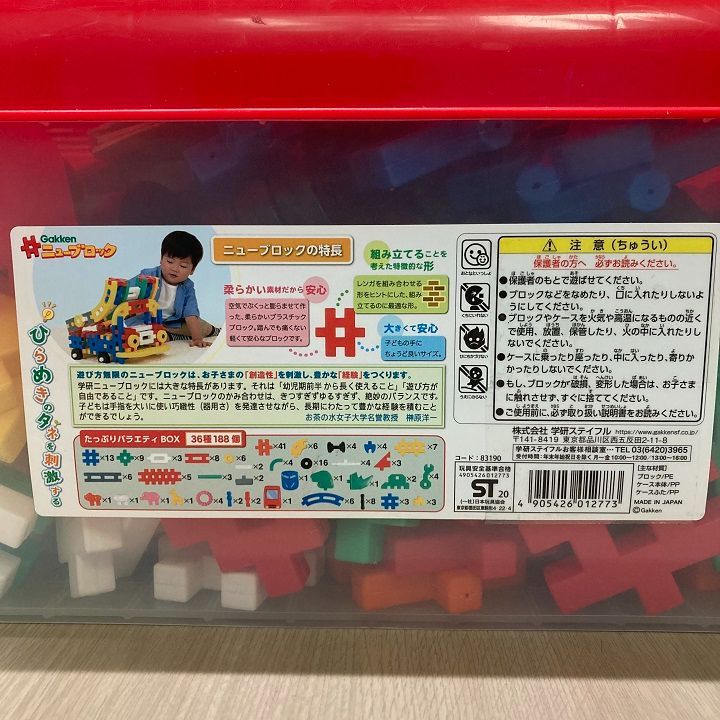 Gakken
ニューブロック
ひらめきのタネを刺激する
ニューブロックの特長
柔らかい素材だから安心
空気でぷくっと膨らませて作
った、柔らかいプラスチック
ブロック。踏んでも痛くない
軽くて安心なブロック。
組み立てることを
考えた特徴的な形
レンガを組み合わせる
形をヒントにした、組み
立てるのに最適な形。
大きくて安心
子どもの手に
ちょうど良いサイズ。
遊び方無限のニューブロックは、お子さまの「創造性」を刺激し、豊かな「経験」をつくります。
学研ニューブロックには大きな特長があります。それは「幼児期前半から長く使えること」「遊び方
が自由であること」です。ニューブロックのかみ合わせは、きつすぎずゆるすぎず、絶妙のバランスです。
子どもは手指を大いに使い巧緻性（器用さ）を発達させながら、長期にわたって豊かな経験を積むこと
ができるでしょう。
お茶の水女子大学名誉教授 榊原洋一
たっぷりバラエティBOX 36種188個
×41 ×6 ×4 ×7
×13 ×9
コード：83190
注意（ちゅうい）
保護者の方へ 必ずお読みください。
●保護者のもとで遊ばせてください。
●ブロックなどをなめたり、口に入れたりしないよ
うにしてください。
●ブロックやケースを火気や高温になるものの近く
で使用、放置、保管したり、火の中に入れたりし
ないでください。
●ケースに乗ったり座ったり、中に入ったり、寄りか
かったりしないでください。
●もし、ブロックが破損、変形した場合は、お子さま
に触れさせず、すぐに捨ててください。
●ご使用前に、必ず取り扱い説明書をお読みください。
株式会社 学研ステイフル https://www.gakkensf.co.jp/
〒141-8419 東京都品川区西五反田2-11-8
学研ステイフルお客様相談室… TEL 03(6420)3965
玩具安全基準合格
4905426012773
ST 20
(一社)日本玩具協会
東京都墨田区東駒形4-22-4
4 905426 012773
【主な材質】
ブロック/PE
ケース本体/PP
ケースふた/PP
MADE IN JAPAN
©Gakken